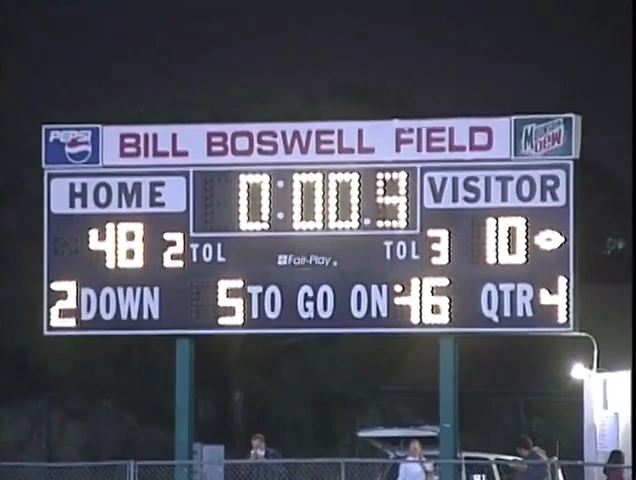 PEPSI BILL BOSWELL FIELD Mountain Dew
HOME 0:00.9 VISITOR
48 2 TOL Fair-Play TOL 3 10
2 DOWN 5 TO GO ON 46 QTR 4